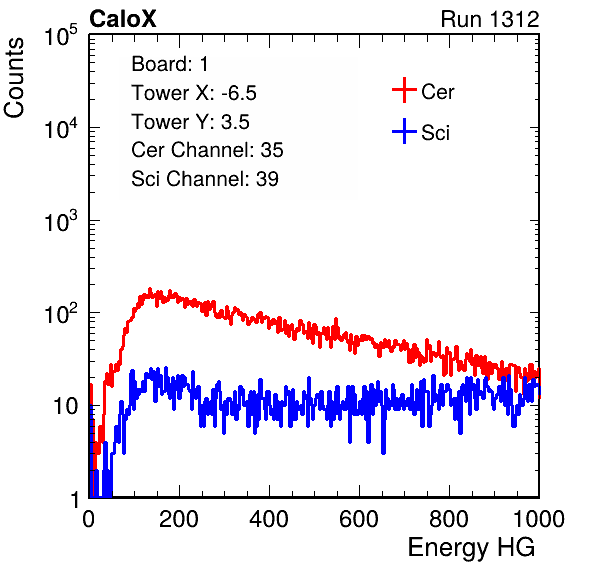 CaloX Run 1312
Counts
10^5
10^4
10^3
10^2
10
1
Board: 1
Tower X: -6.5
Tower Y: 3.5
Cer Channel: 35
Sci Channel: 39
Cer
Sci
0 200 400 600 800 1000
Energy HG